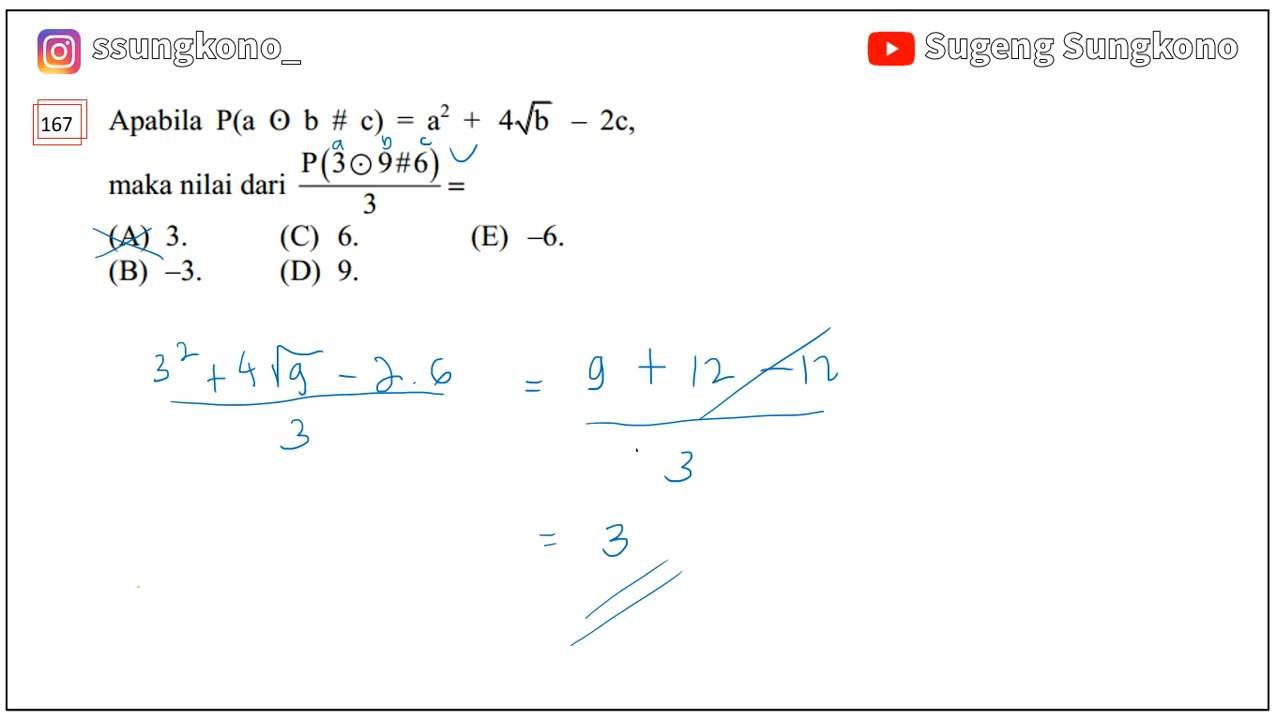 ssungkono_
Sugeng Sungkono
167
Apabila P(a ⊙ b # c) = a² + 4√b – 2c,
a b c
maka nilai dari P(3⊙9#6)/3 =
(A) 3. (C) 6. (E) –6.
(B) –3. (D) 9.
3² + 4√9 – 2.6 = 9 + 12 – 12
3 3
= 3